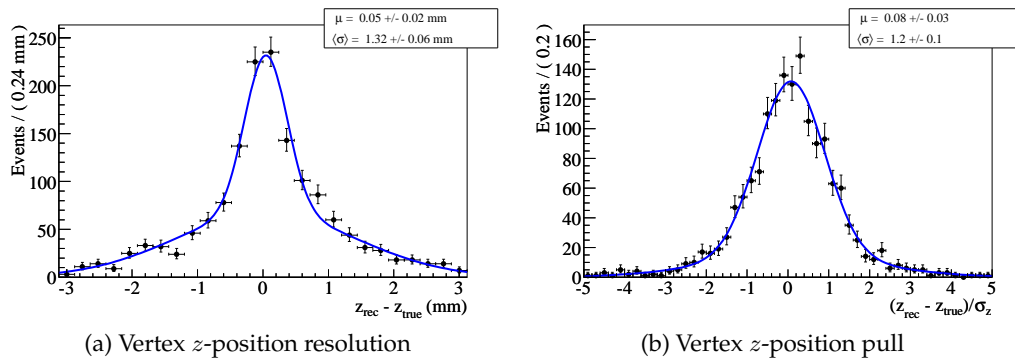 μ = 0.05 +/- 0.02 mm
⟨σ⟩ = 1.32 +/- 0.06 mm
Events / ( 0.24 mm )
250
200
150
100
50
0
-3 -2 -1 0 1 2 3
z_rec - z_true (mm)
(a) Vertex z-position resolution
μ = 0.08 +/- 0.03
⟨σ⟩ = 1.2 +/- 0.1
Events / ( 0.2 )
160
140
120
100
80
60
40
20
0
-5 -4 -3 -2 -1 0 1 2 3 4 5
(z_rec - z_true)/σ_z
(b) Vertex z-position pull